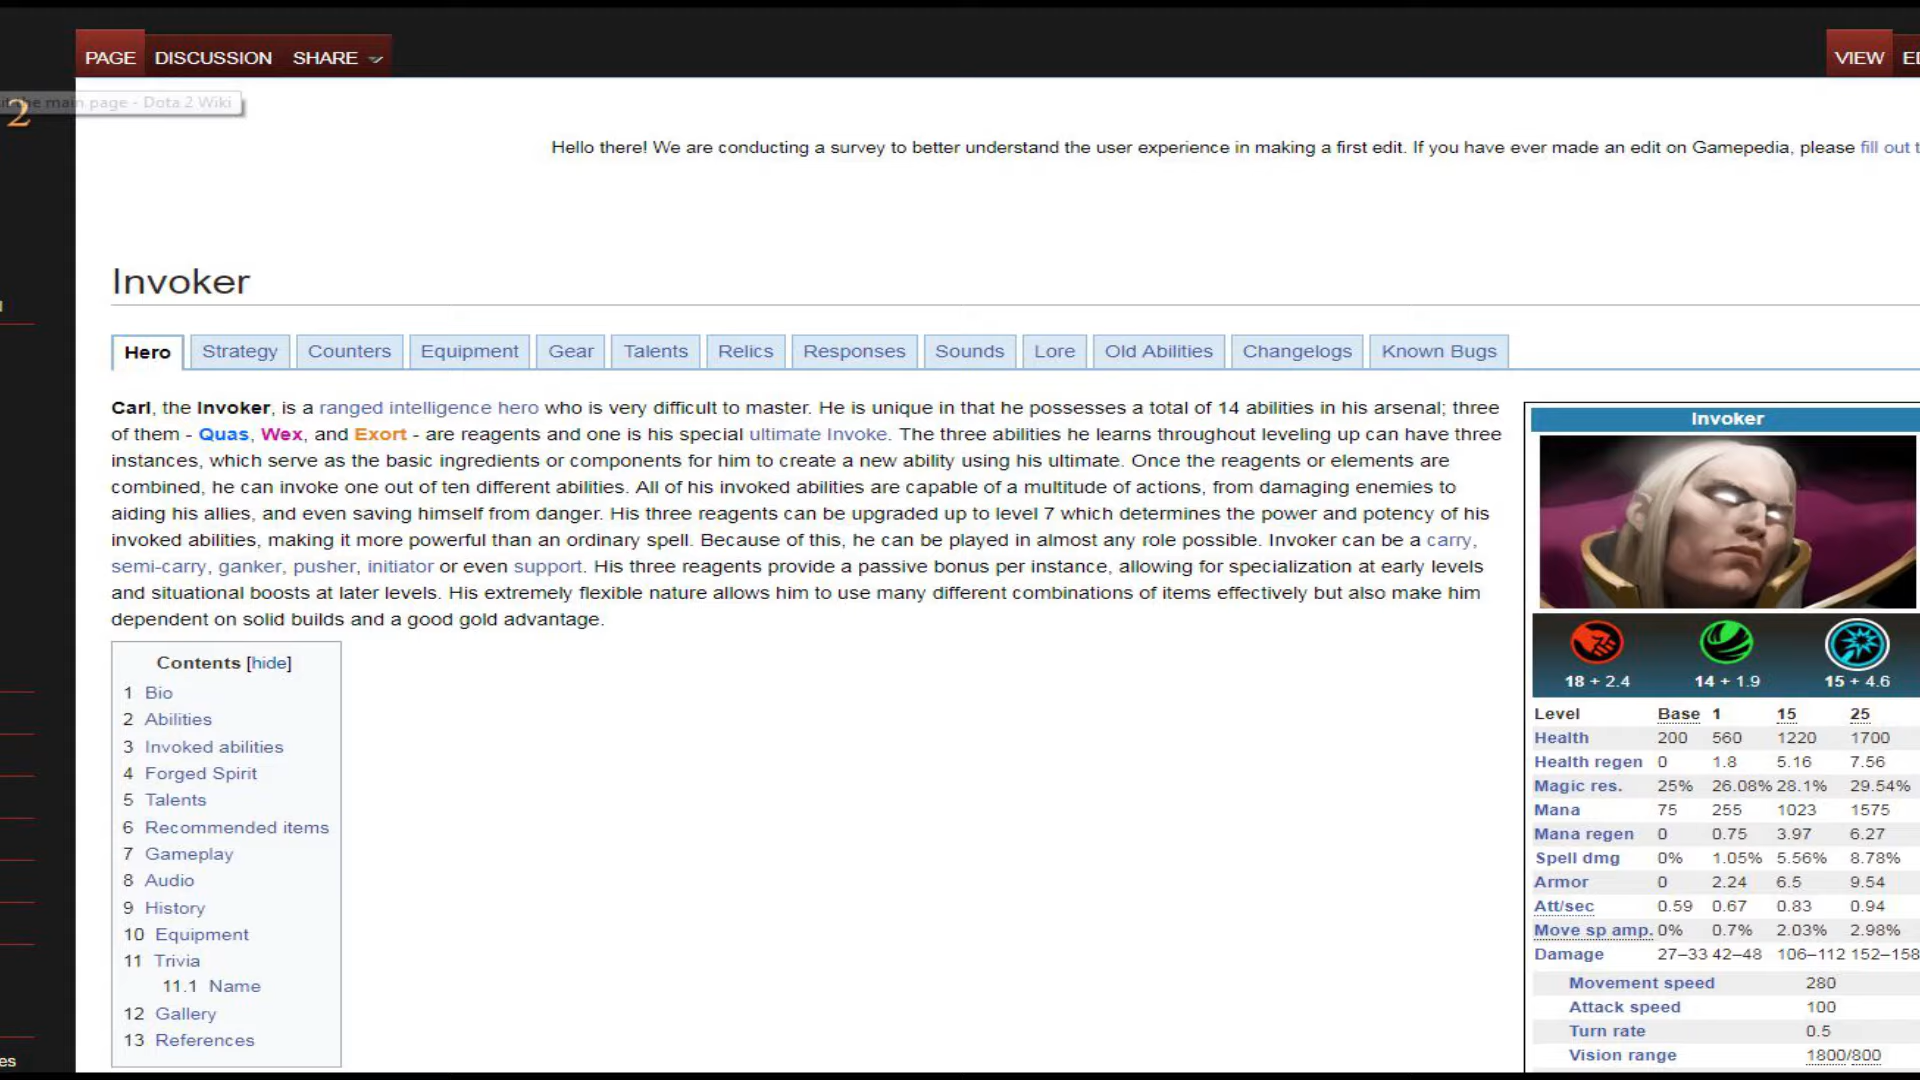 PAGE DISCUSSION SHARE VIEW
the main page - Dota 2 Wiki
2
Hello there! We are conducting a survey to better understand the user experience in making a first edit. If you have ever made an edit on Gamepedia, please fill out
Invoker
Hero Strategy Counters Equipment Gear Talents Relics Responses Sounds Lore Old Abilities Changelogs Known Bugs
Carl, the Invoker, is a ranged intelligence hero who is very difficult to master. He is unique in that he possesses a total of 14 abilities in his arsenal; three
of them - Quas, Wex, and Exort - are reagents and one is his special ultimate Invoke. The three abilities he learns throughout leveling up can have three
instances, which serve as the basic ingredients or components for him to create a new ability using his ultimate. Once the reagents or elements are
combined, he can invoke one out of ten different abilities. All of his invoked abilities are capable of a multitude of actions, from damaging enemies to
aiding his allies, and even saving himself from danger. His three reagents can be upgraded up to level 7 which determines the power and potency of his
invoked abilities, making it more powerful than an ordinary spell. Because of this, he can be played in almost any role possible. Invoker can be a carry,
semi-carry, ganker, pusher, initiator or even support. His three reagents provide a passive bonus per instance, allowing for specialization at early levels
and situational boosts at later levels. His extremely flexible nature allows him to use many different combinations of items effectively but also make him
dependent on solid builds and a good gold advantage.
Contents [hide]
1 Bio
2 Abilities
3 Invoked abilities
4 Forged Spirit
5 Talents
6 Recommended items
7 Gameplay
8 Audio
9 History
10 Equipment
11 Trivia
11.1 Name
12 Gallery
13 References
Invoker
18 + 2.4 14 + 1.9 15 + 4.6
Level Base 1 15 25
Health 200 560 1220 1700
Health regen 0 1.8 5.16 7.56
Magic res. 25% 26.08% 28.1% 29.54%
Mana 75 255 1023 1575
Mana regen 0 0.75 3.97 6.27
Spell dmg 0% 1.05% 5.56% 8.78%
Armor 0 2.24 6.5 9.54
Att/sec 0.59 0.67 0.83 0.94
Move sp amp. 0% 0.7% 2.03% 2.98%
Damage 27–33 42–48 106–112 152–158
Movement speed 280
Attack speed 100
Turn rate 0.5
Vision range 1800/800